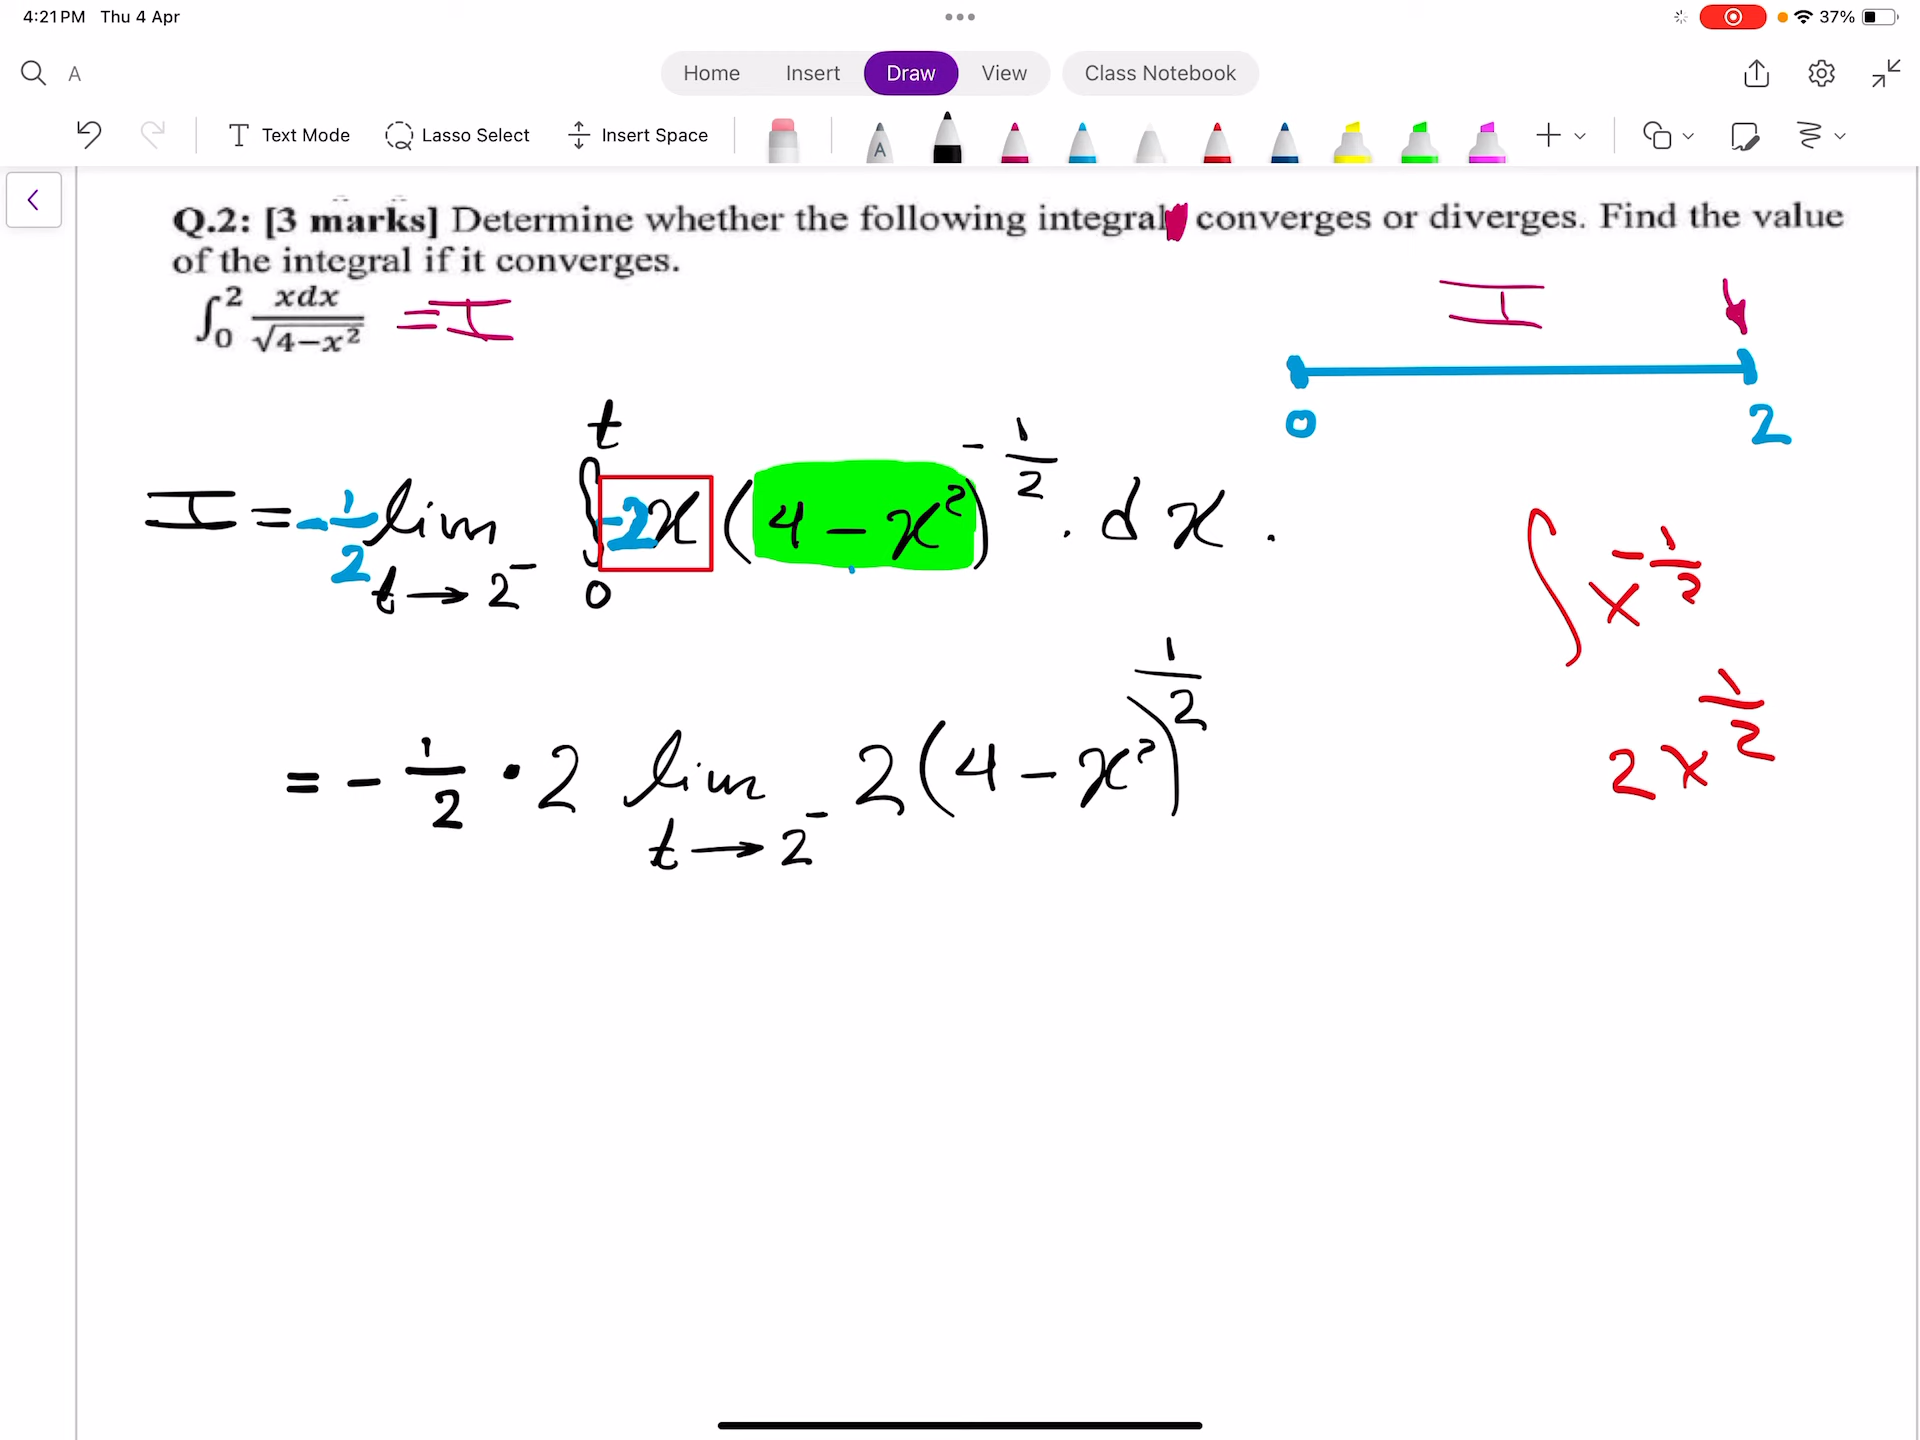 4:21 PM Thu 4 Apr 37%
A Home Insert Draw View Class Notebook
Text Mode Lasso Select Insert Space A
Q.2: [3 marks] Determine whether the following integral converges or diverges. Find the value
of the integral if it converges.
∫₀² xdx/√(4−x²) = I
I
0 2
I = -1/2 lim t→2⁻ ∫₀ᵗ -2x (4 - x²)^(-1/2) . dx .
∫ x^(-1/2)
2x^(1/2)
= - 1/2 · 2 lim t→2⁻ 2(4 - x²)^(1/2)